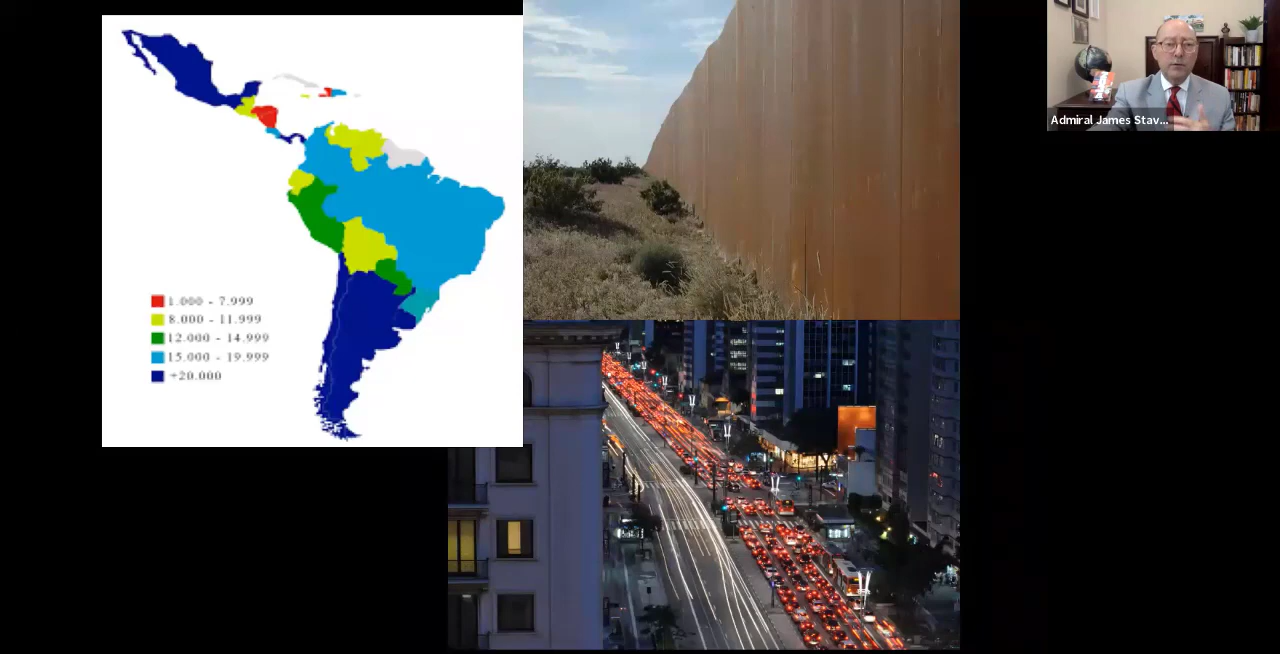 1.000 - 7.999
8.000 - 11.999
12.000 - 14.999
15.000 - 19.999
+20.000
Admiral James Stav...